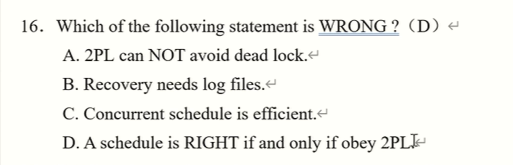 16. Which of the following statement is WRONG ?（D）
A. 2PL can NOT avoid dead lock.
B. Recovery needs log files.
C. Concurrent schedule is efficient.
D. A schedule is RIGHT if and only if obey 2PL